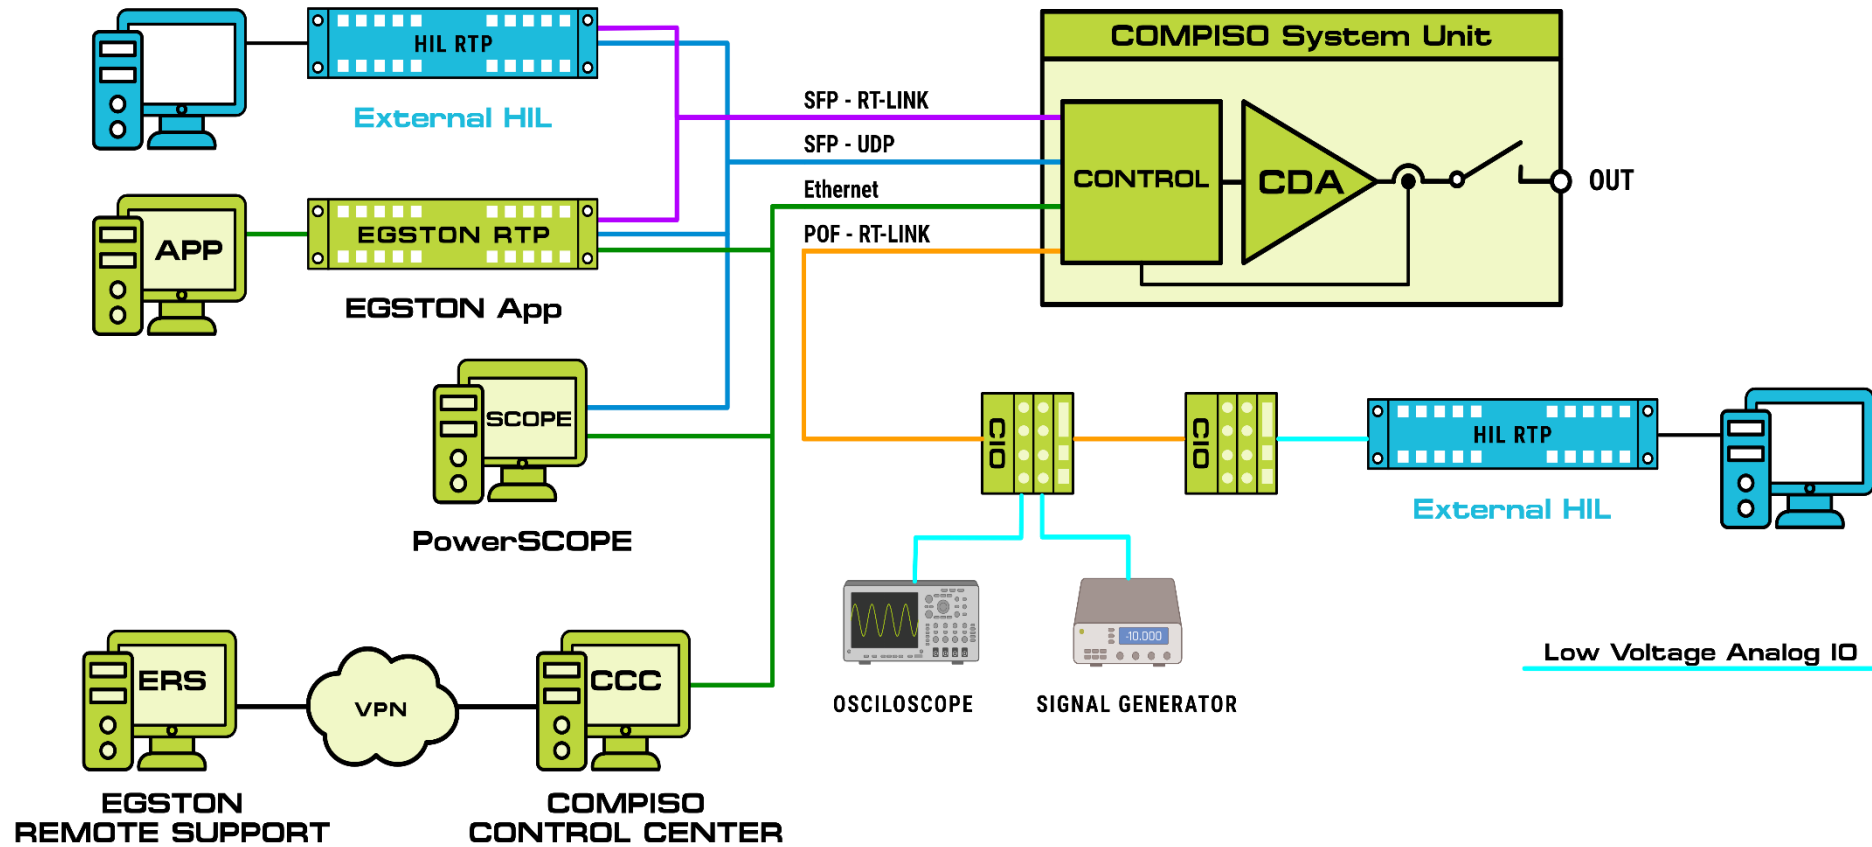 HIL RTP
External HIL
COMPISO System Unit
SFP - RT-LINK
SFP - UDP
Ethernet
POF - RT-LINK
CONTROL
CDA
OUT
APP
EGSTON RTP
EGSTON App
SCOPE
PowerSCOPE
CIO
CIO
HIL RTP
External HIL
-10.000
OSCILOSCOPE
SIGNAL GENERATOR
Low Voltage Analog IO
ERS
VPN
CCC
EGSTON
REMOTE SUPPORT
COMPISO
CONTROL CENTER